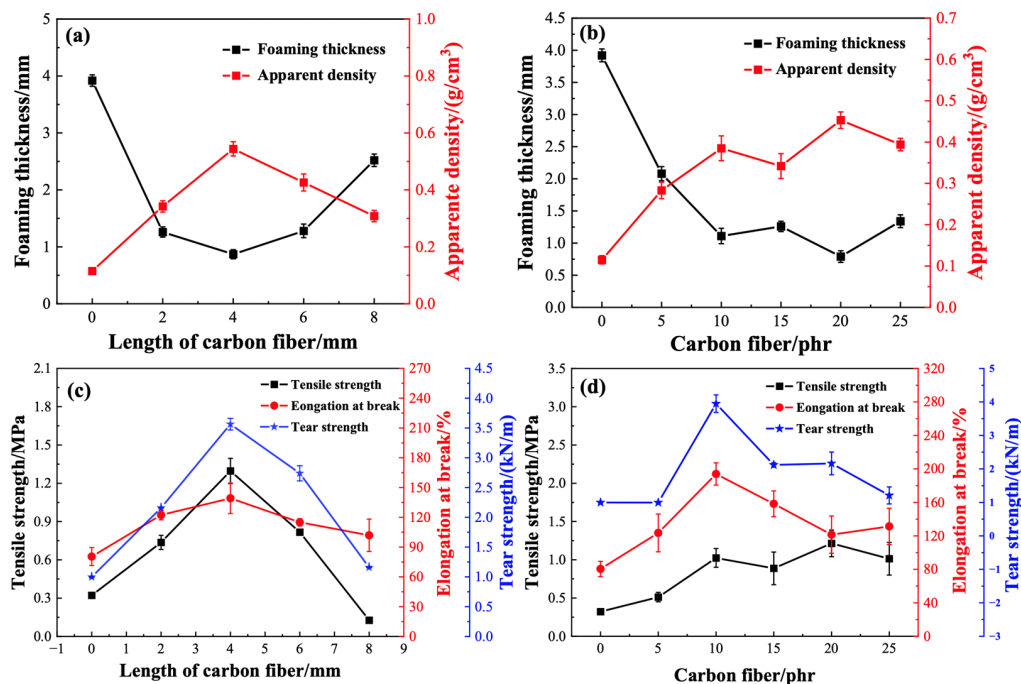 (a)
Foaming thickness
Apparent density
Foaming thickness/mm
0
1
2
3
4
5
Apparente density/(g/cm³)
0.0
0.2
0.4
0.6
0.8
1.0
0 2 4 6 8
Length of carbon fiber/mm
(b)
Foaming thickness
Apparent density
Foaming thickness/mm
0.0
0.5
1.0
1.5
2.0
2.5
3.0
3.5
4.0
4.5
Apparent density/(g/cm³)
0.0
0.1
0.2
0.3
0.4
0.5
0.6
0.7
0 5 10 15 20 25
Carbon fiber/phr
(c)
Tensile strength
Eongation at break
Tear strength
Tensile strength/MPa
0.0
0.3
0.6
0.9
1.2
1.5
1.8
2.1
Elongation at break/%
0
30
60
90
120
150
180
210
240
270
Tear strength/(kN/m)
0.0
0.5
1.0
1.5
2.0
2.5
3.0
3.5
4.0
4.5
−1 0 1 2 3 4 5 6 7 8 9
Length of carbon fiber/mm
(d)
Tensile strength
Eongation at break
Tear strength
Tensile strength/MPa
0.0
0.5
1.0
1.5
2.0
2.5
3.0
3.5
Elongation at break/%
0
40
80
120
160
200
240
280
320
Tear strength/(kN/m)
−3
−2
−1
0
1
2
3
4
5
0 5 10 15 20 25
Carbon fiber/phr